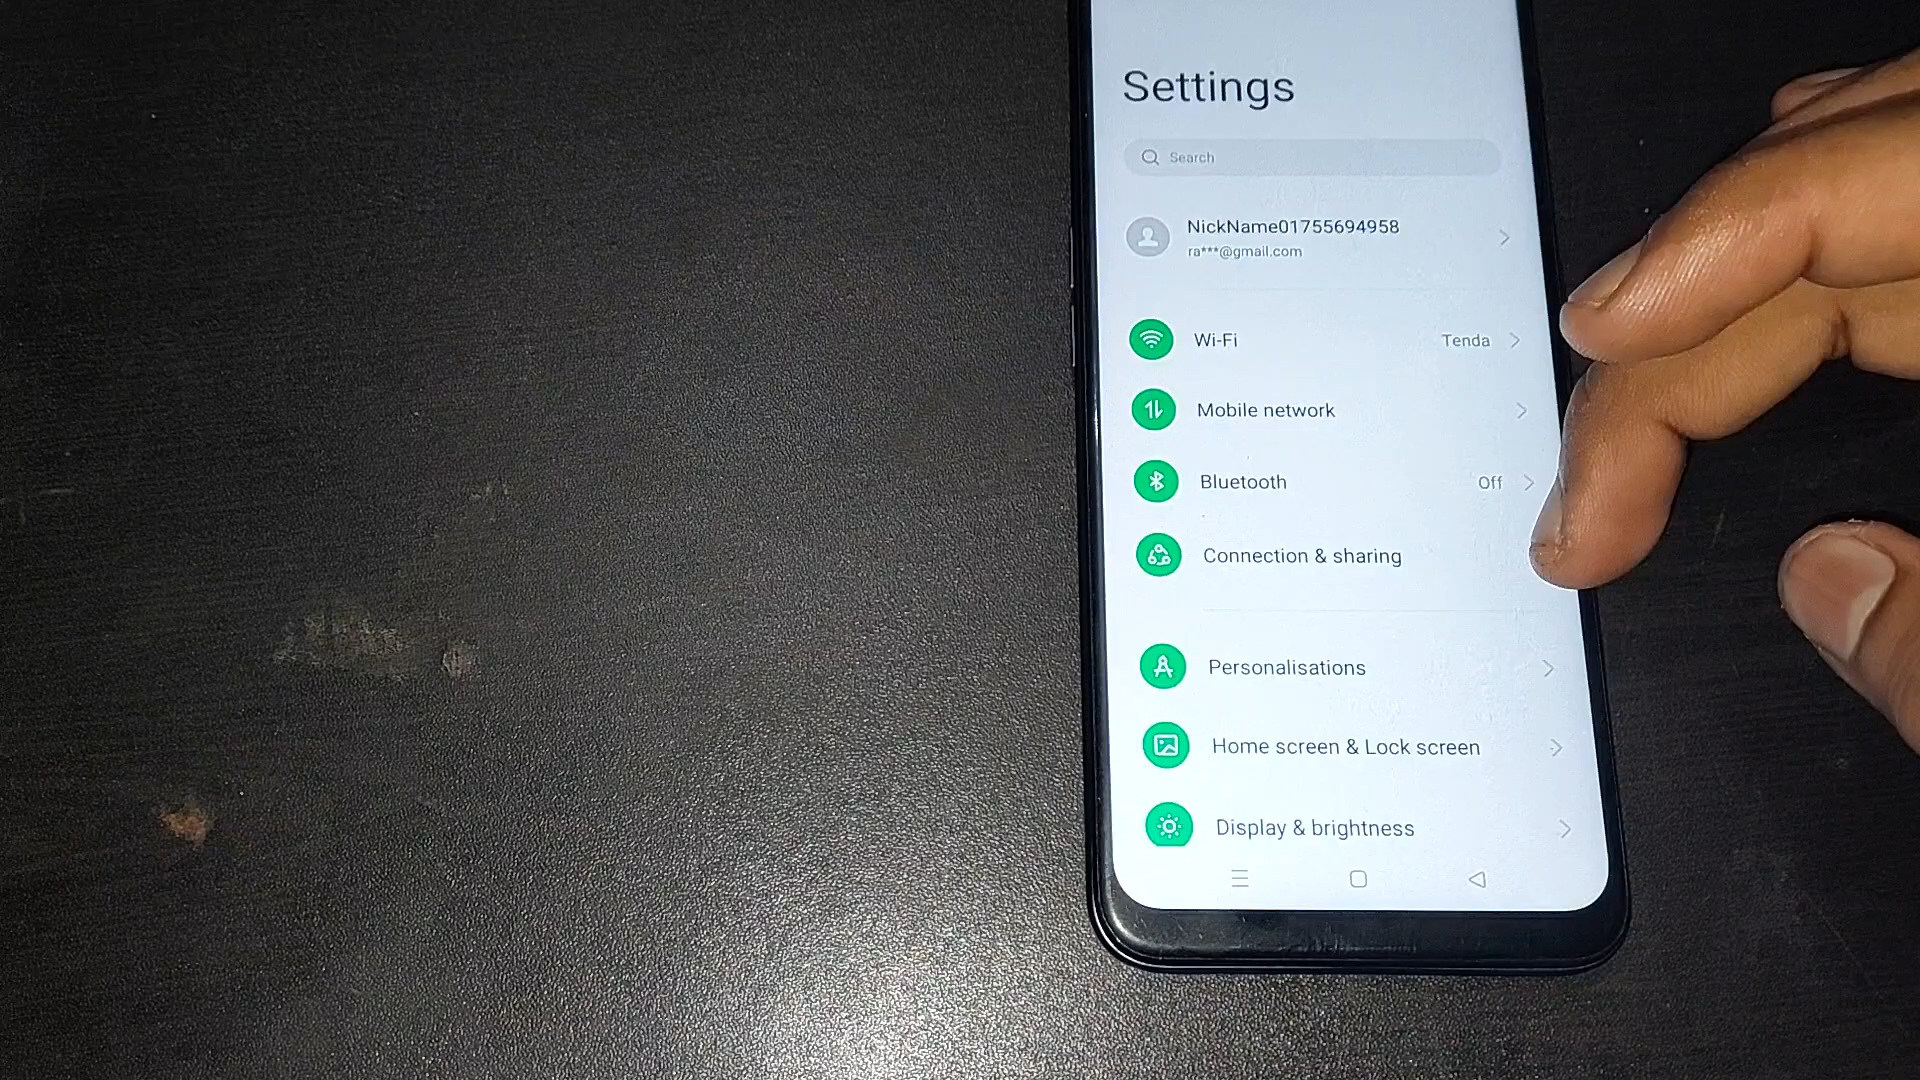 Settings
Search
NickName01755694958
ra***@gmail.com
Wi-Fi Tenda
Mobile network
Bluetooth Off
Connection & sharing
Personalisations
Home screen & Lock screen
Display & brightness